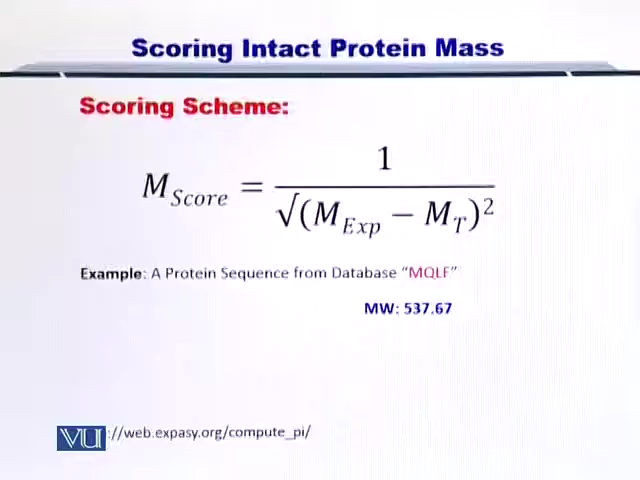 Scoring Intact Protein Mass
Scoring Scheme:
M_Score = 1 / √(M_Exp − M_T)²
Example: A Protein Sequence from Database "MQLF"
MW: 537.67
VU ://web.expasy.org/compute_pi/